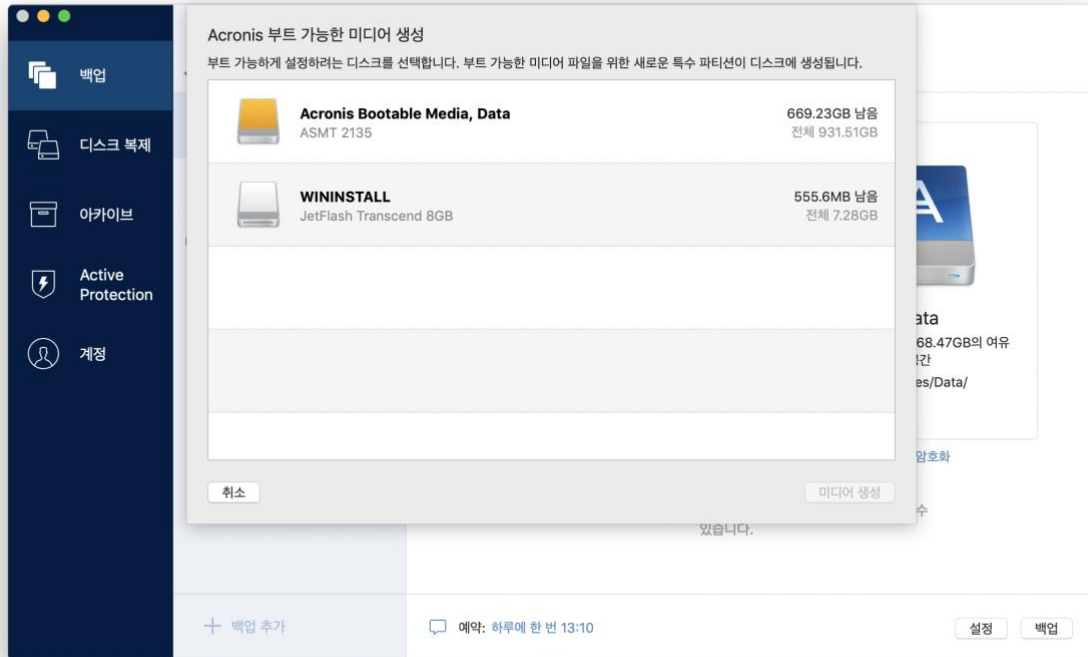 Acronis 부트 가능한 미디어 생성
부트 가능하게 설정하려는 디스크를 선택합니다. 부트 가능한 미디어 파일을 위한 새로운 특수 파티션이 디스크에 생성됩니다.
백업
디스크 복제
아카이브
Active
Protection
계정
Acronis Bootable Media, Data
669.23GB 남음
ASMT 2135
전체 931.51GB
WININSTALL
555.6MB 남음
JetFlash Transcend 8GB
전체 7.28GB
취소
미디어 생성
ata
68.47GB의 여유
es/Data/
암호화
수
있습니다.
백업 추가
예약: 하루에 한 번 13:10
설정
백업